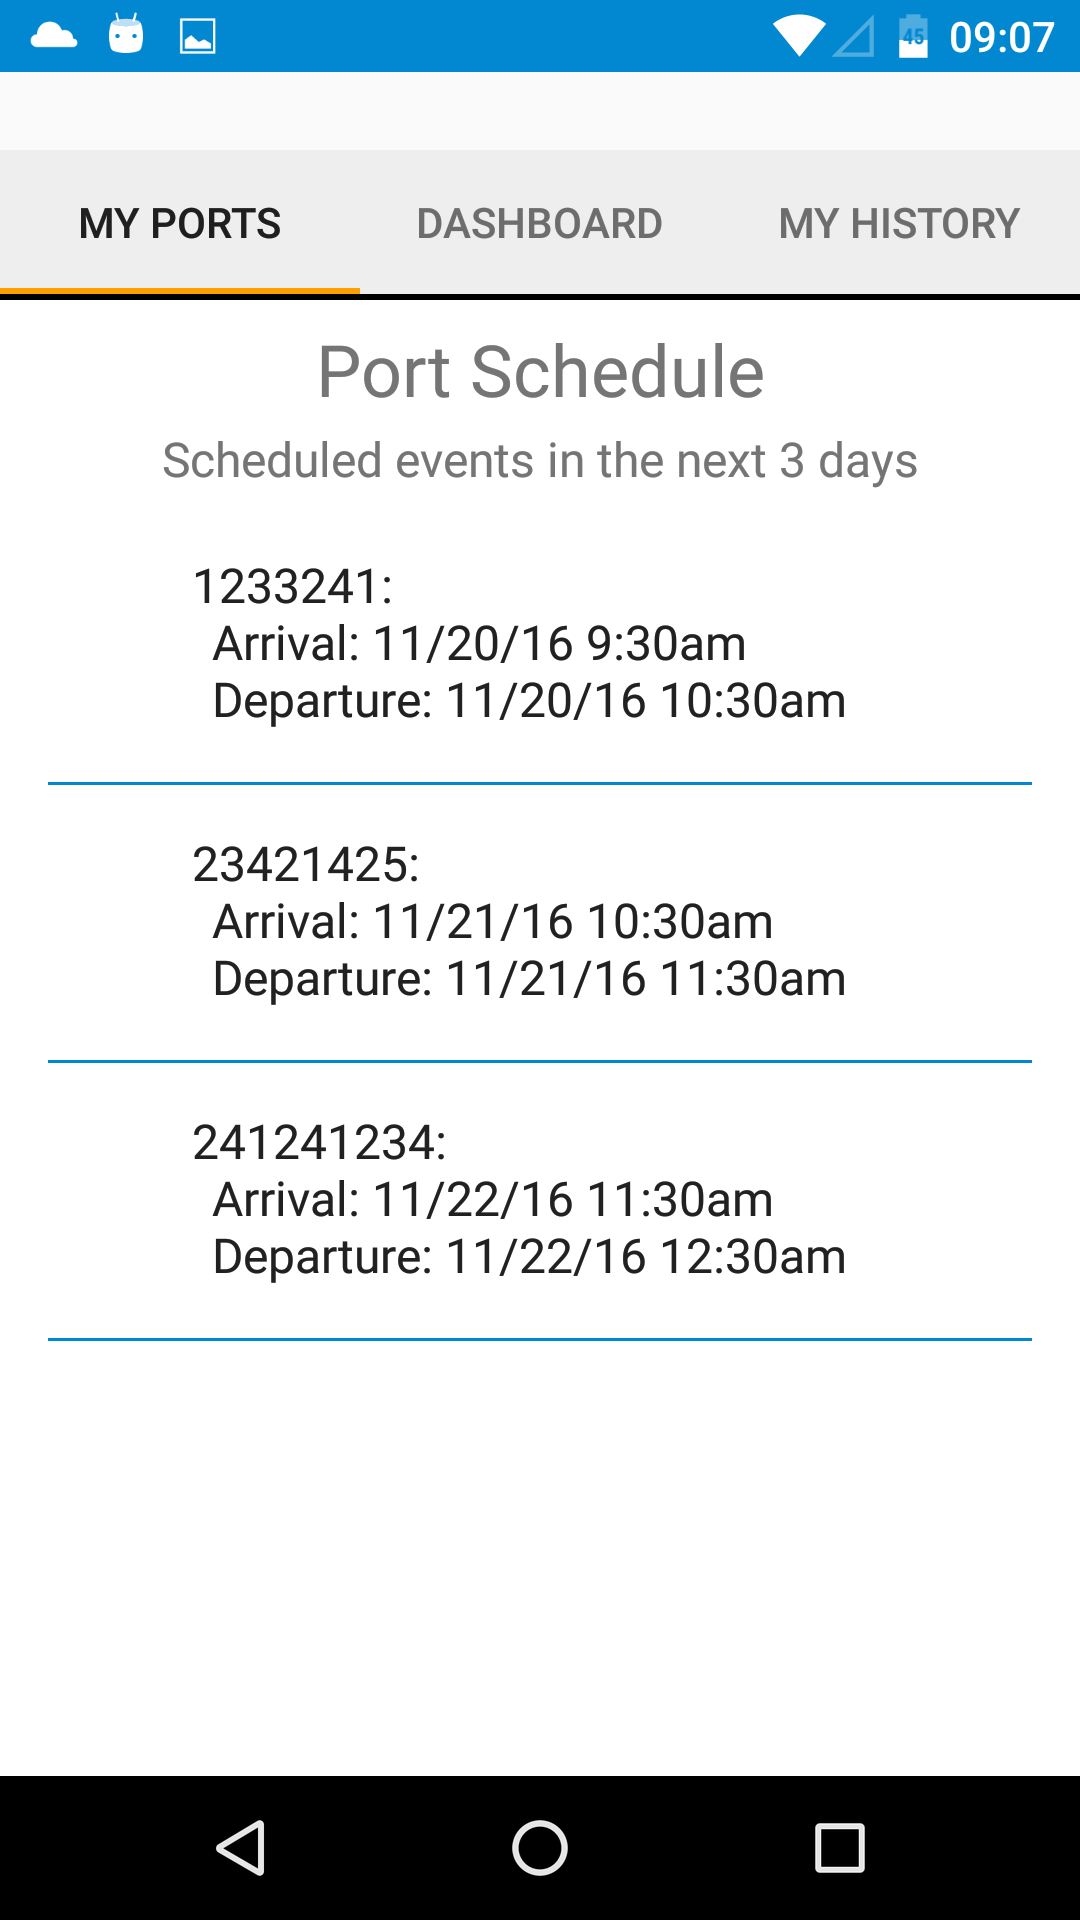 45 09:07
MY PORTS DASHBOARD MY HISTORY
Port Schedule
Scheduled events in the next 3 days
1233241:
Arrival: 11/20/16 9:30am
Departure: 11/20/16 10:30am
23421425:
Arrival: 11/21/16 10:30am
Departure: 11/21/16 11:30am
241241234:
Arrival: 11/22/16 11:30am
Departure: 11/22/16 12:30am